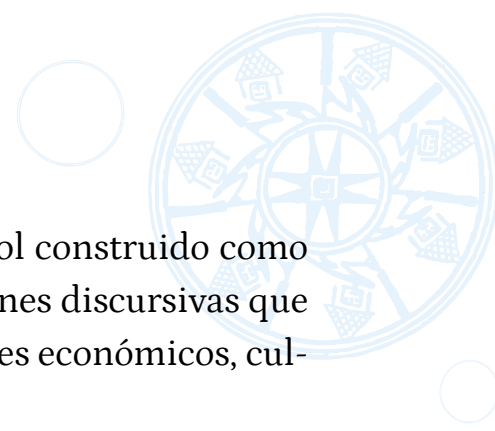 ol construido como
nes discursivas que
es económicos, cul-